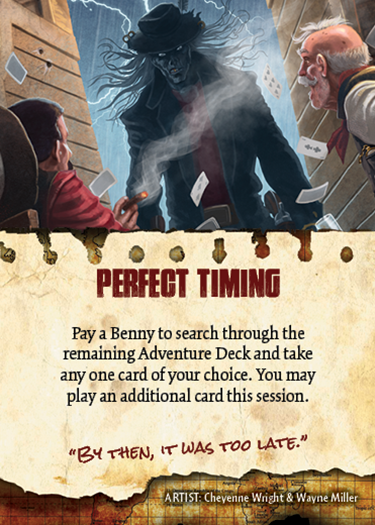 PERFECT TIMING
Pay a Benny to search through the
remaining Adventure Deck and take
any one card of your choice. You may
play an additional card this session.
“BY THEN, IT WAS TOO LATE.”
ARTIST: Cheyenne Wright & Wayne Miller